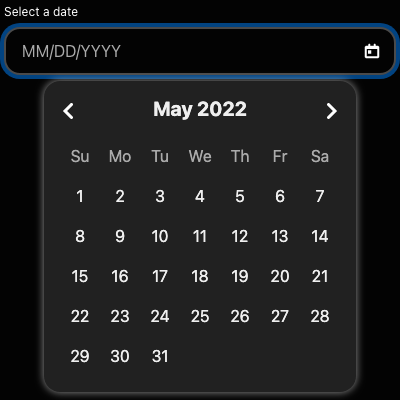 Select a date
MM/DD/YYYY
May 2022
Su Mo Tu We Th Fr Sa
1 2 3 4 5 6 7
8 9 10 11 12 13 14
15 16 17 18 19 20 21
22 23 24 25 26 27 28
29 30 31